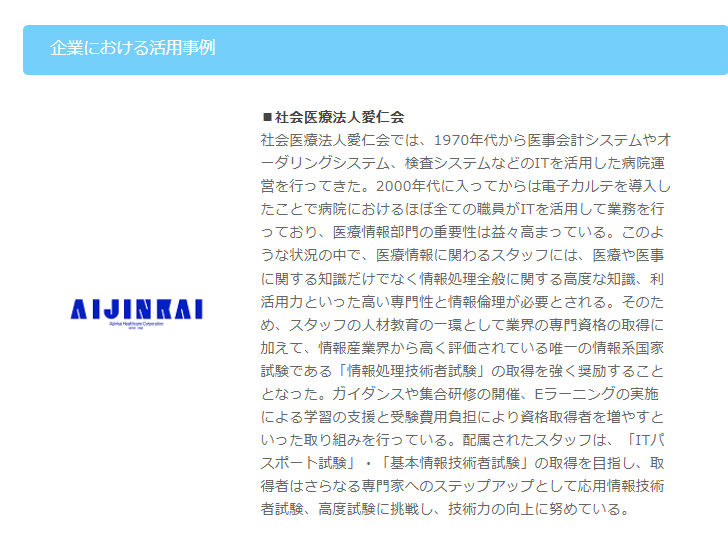 企業における活用事例
■社会医療法人愛仁会
社会医療法人愛仁会では、1970年代から医事会計システムやオ
ーダリングシステム、検査システムなどのITを活用した病院運
営を行ってきた。2000年代に入ってからは電子カルテを導入し
たことで病院におけるほぼ全ての職員がITを活用して業務を行
っており、医療情報部門の重要性は益々高まっている。このよ
うな状況の中で、医療情報に関わるスタッフには、医療や医事
に関する知識だけでなく情報処理全般に関する高度な知識、利
活用力といった高い専門性と情報倫理が必要とされる。そのた
め、スタッフの人材教育の一環として業界の専門資格の取得に
加えて、情報産業界から高く評価されている唯一の情報系国家
試験である「情報処理技術者試験」の取得を強く奨励すること
となった。ガイダンスや集合研修の開催、Eラーニングの実施
による学習の支援と受験費用負担により資格取得者を増やすと
いった取り組みを行っている。配属されたスタッフは、「ITパ
スポート試験」・「基本情報技術者試験」の取得を目指し、取
得者はさらなる専門家へのステップアップとして応用情報技術
者試験、高度試験に挑戦し、技術力の向上に努めている。
AIJINKAI
Aijinkai Healthcare Corporation